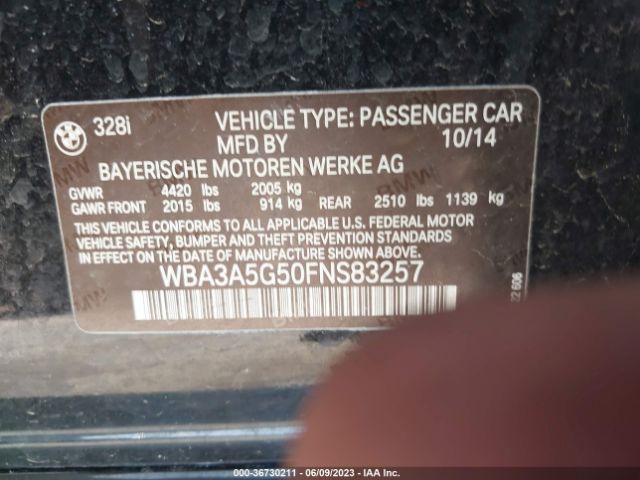 BMW 328i VEHICLE TYPE: PASSENGER CAR
MFD BY 10/14
BAYERISCHE MOTOREN WERKE AG
GVWR 4420 lbs 2005 kg
GAWR FRONT 2015 lbs 914 kg REAR 2510 lbs 1139 kg
THIS VEHICLE CONFORMS TO ALL APPLICABLE U.S. FEDERAL MOTOR
VEHICLE SAFETY, BUMPER AND THEFT PREVENTION STANDARDS IN
EFFECT ON THE DATE OF MANUFACTURE SHOWN ABOVE.
WBA3A5G50FNS83257
22 606
000-36730211 - 06/09/2023 - IAA Inc.